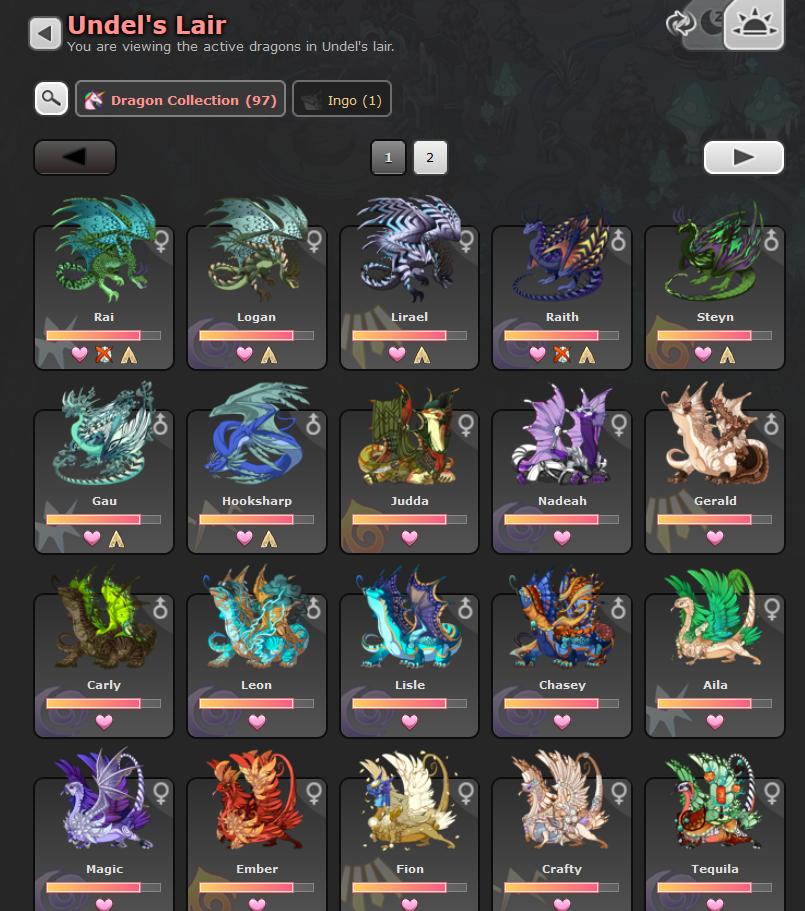 Undel's Lair
You are viewing the active dragons in Undel's lair.
Dragon Collection (97)
Ingo (1)
1
2
Rai
Logan
Lirael
Raith
Steyn
Gau
Hooksharp
Judda
Nadeah
Gerald
Carly
Leon
Lisle
Chasey
Aila
Magic
Ember
Fion
Crafty
Tequila